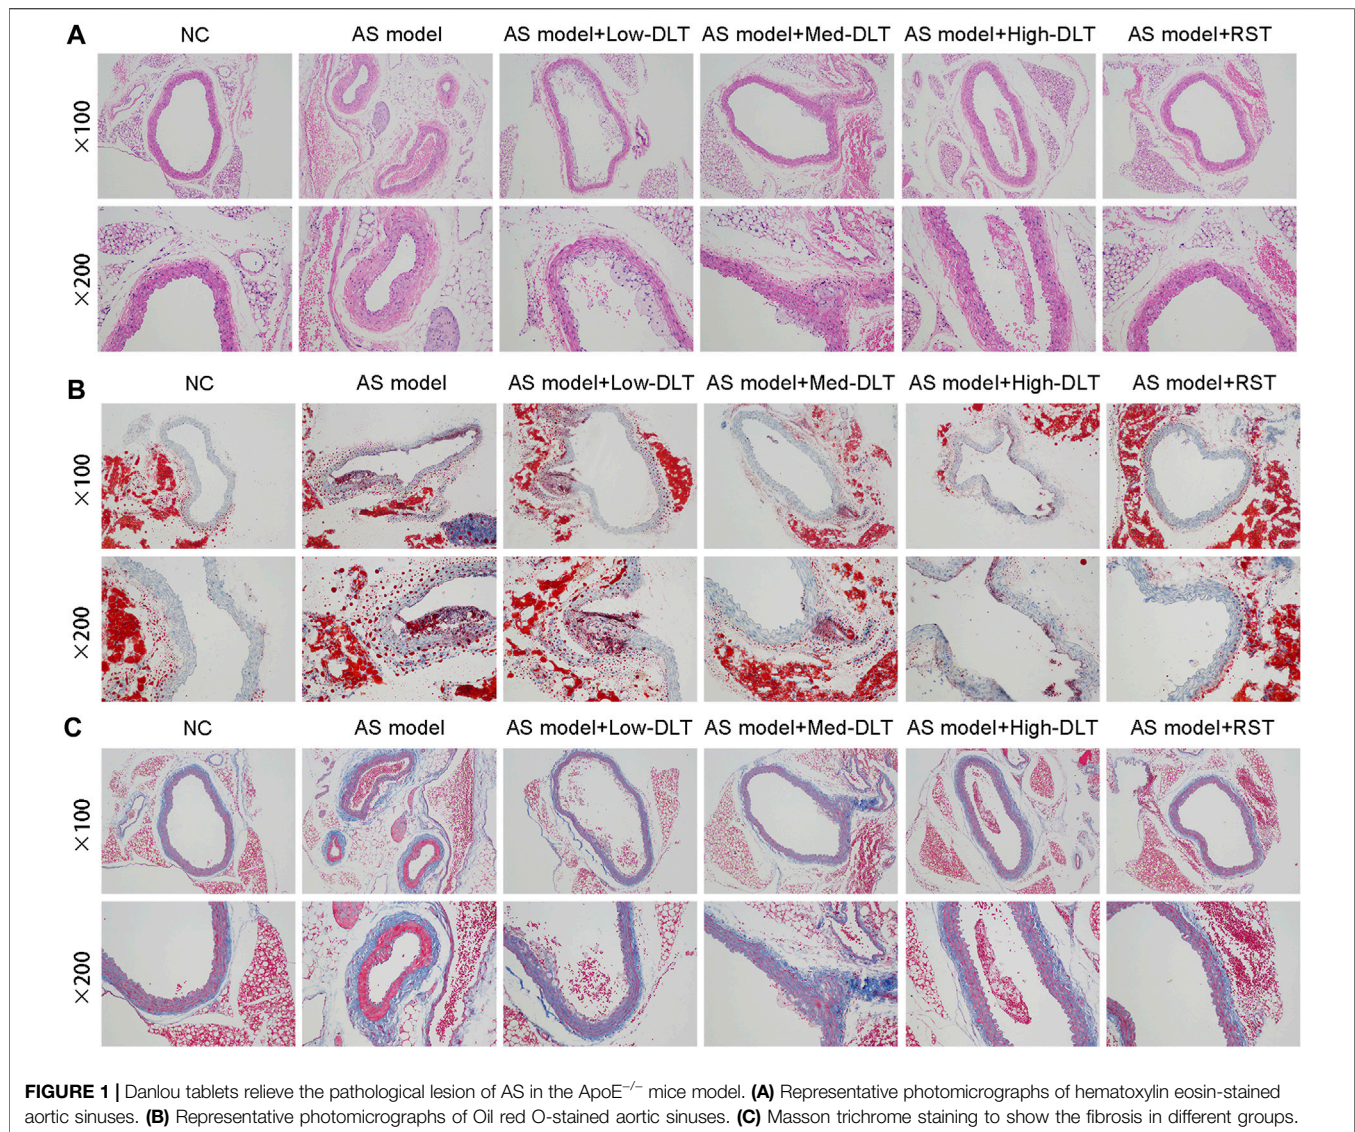 A
NC AS model AS model+Low-DLT AS model+Med-DLT AS model+High-DLT AS model+RST
×100
×200
B
NC AS model AS model+Low-DLT AS model+Med-DLT AS model+High-DLT AS model+RST
×100
×200
C
NC AS model AS model+Low-DLT AS model+Med-DLT AS model+High-DLT AS model+RST
×100
×200
FIGURE 1 | Danlou tablets relieve the pathological lesion of AS in the ApoE⁻/⁻ mice model. (A) Representative photomicrographs of hematoxylin eosin-stained
aortic sinuses. (B) Representative photomicrographs of Oil red O-stained aortic sinuses. (C) Masson trichrome staining to show the fibrosis in different groups.